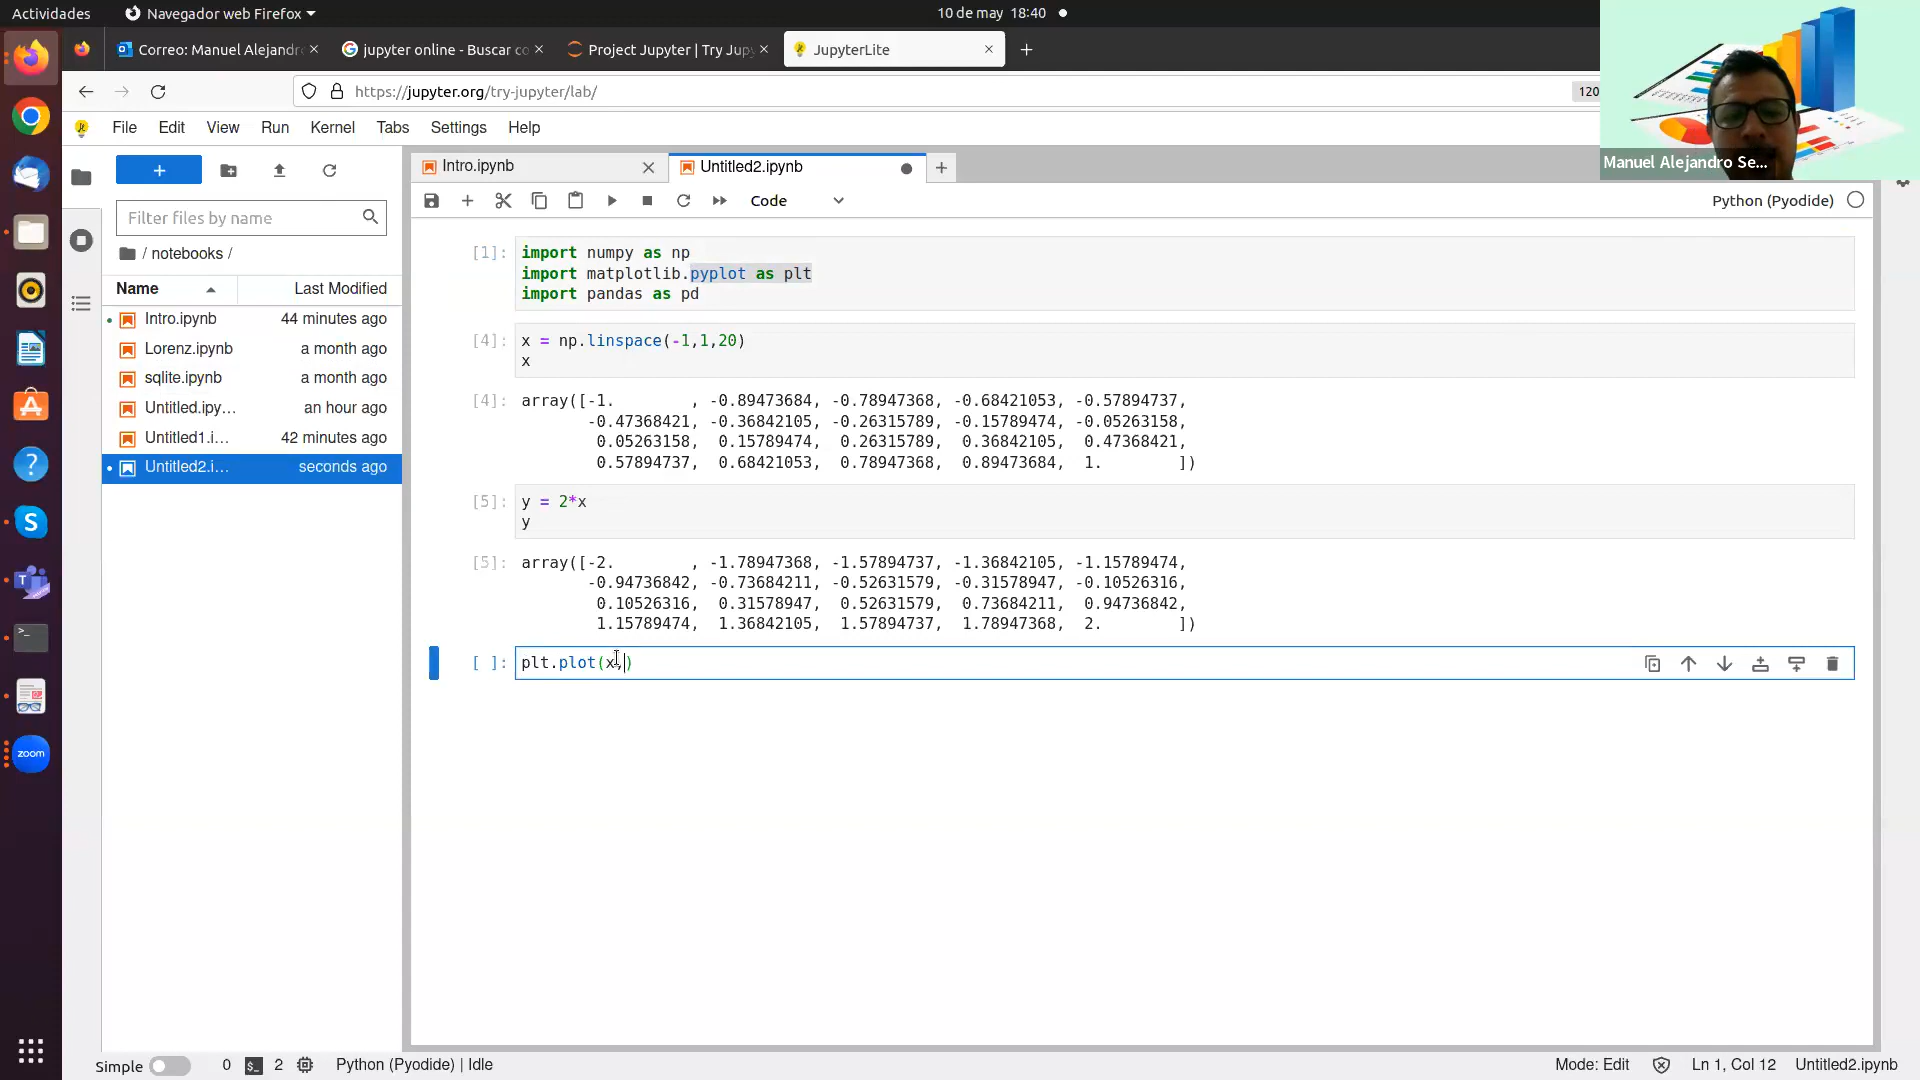 Actividades
Navegador web Firefox
10 de may 18:40
Correo: Manuel Alejandr
jupyter online - Buscar co
Project Jupyter | Try Jup
JupyterLite
https://jupyter.org/try-jupyter/lab/
120
Manuel Alejandro Se...
File Edit View Run Kernel Tabs Settings Help
Intro.ipynb
Untitled2.ipynb
Code
Python (Pyodide)
Filter files by name
/ notebooks /
Name Last Modified
Intro.ipynb 44 minutes ago
Lorenz.ipynb a month ago
sqlite.ipynb a month ago
Untitled.ipy... an hour ago
Untitled1.i... 42 minutes ago
Untitled2.i... seconds ago
[1]: import numpy as np
import matplotlib.pyplot as plt
import pandas as pd
[4]: x = np.linspace(-1,1,20)
x
[4]: array([-1.        , -0.89473684, -0.78947368, -0.68421053, -0.57894737,
-0.47368421, -0.36842105, -0.26315789, -0.15789474, -0.05263158,
0.05263158,  0.15789474,  0.26315789,  0.36842105,  0.47368421,
0.57894737,  0.68421053,  0.78947368,  0.89473684,  1.        ])
[5]: y = 2*x
y
[5]: array([-2.        , -1.78947368, -1.57894737, -1.36842105, -1.15789474,
-0.94736842, -0.73684211, -0.52631579, -0.31578947, -0.10526316,
0.10526316,  0.31578947,  0.52631579,  0.73684211,  0.94736842,
1.15789474,  1.36842105,  1.57894737,  1.78947368,  2.        ])
[ ]: plt.plot(x,)
zoom
Simple 0 2 Python (Pyodide) | Idle
Mode: Edit Ln 1, Col 12 Untitled2.ipynb